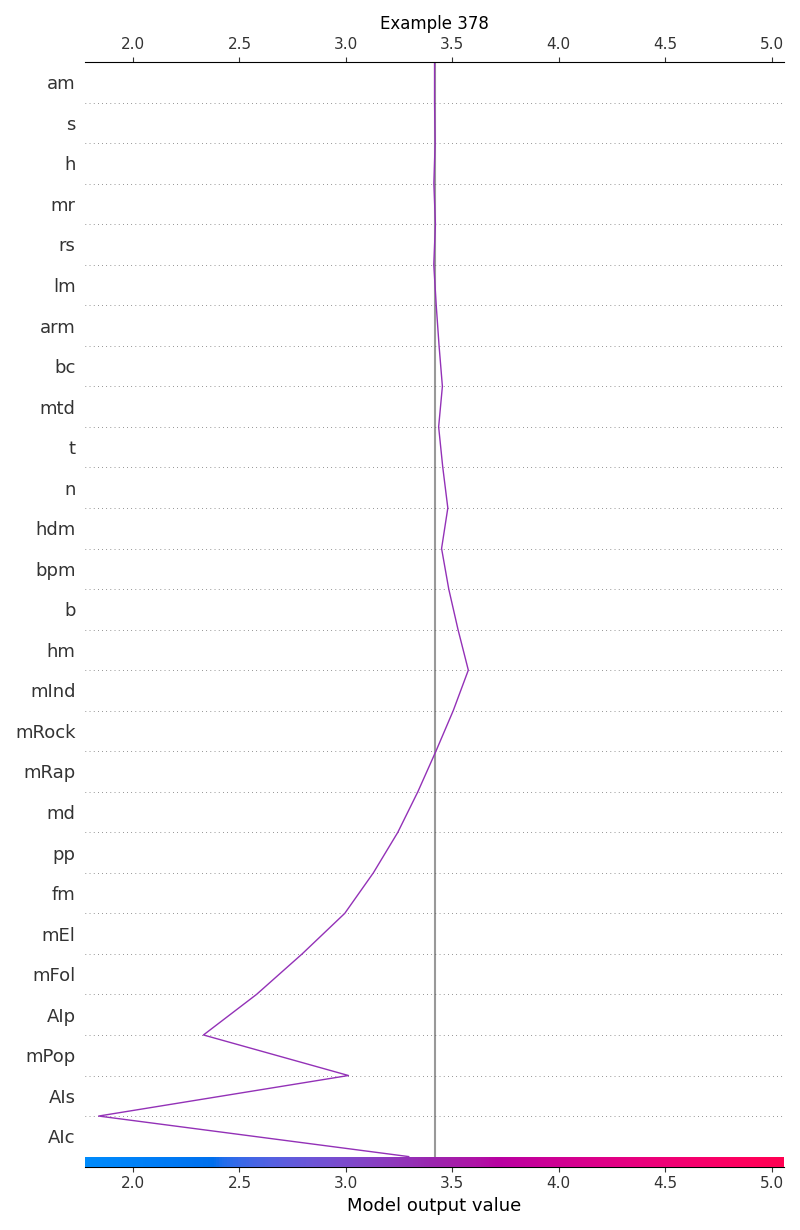 Example 378
2.0 2.5 3.0 3.5 4.0 4.5 5.0
am
s
h
mr
rs
lm
arm
bc
mtd
t
n
hdm
bpm
b
hm
mInd
mRock
mRap
md
pp
fm
mEl
mFol
AIp
mPop
AIs
AIc
2.0 2.5 3.0 3.5 4.0 4.5 5.0
Model output value